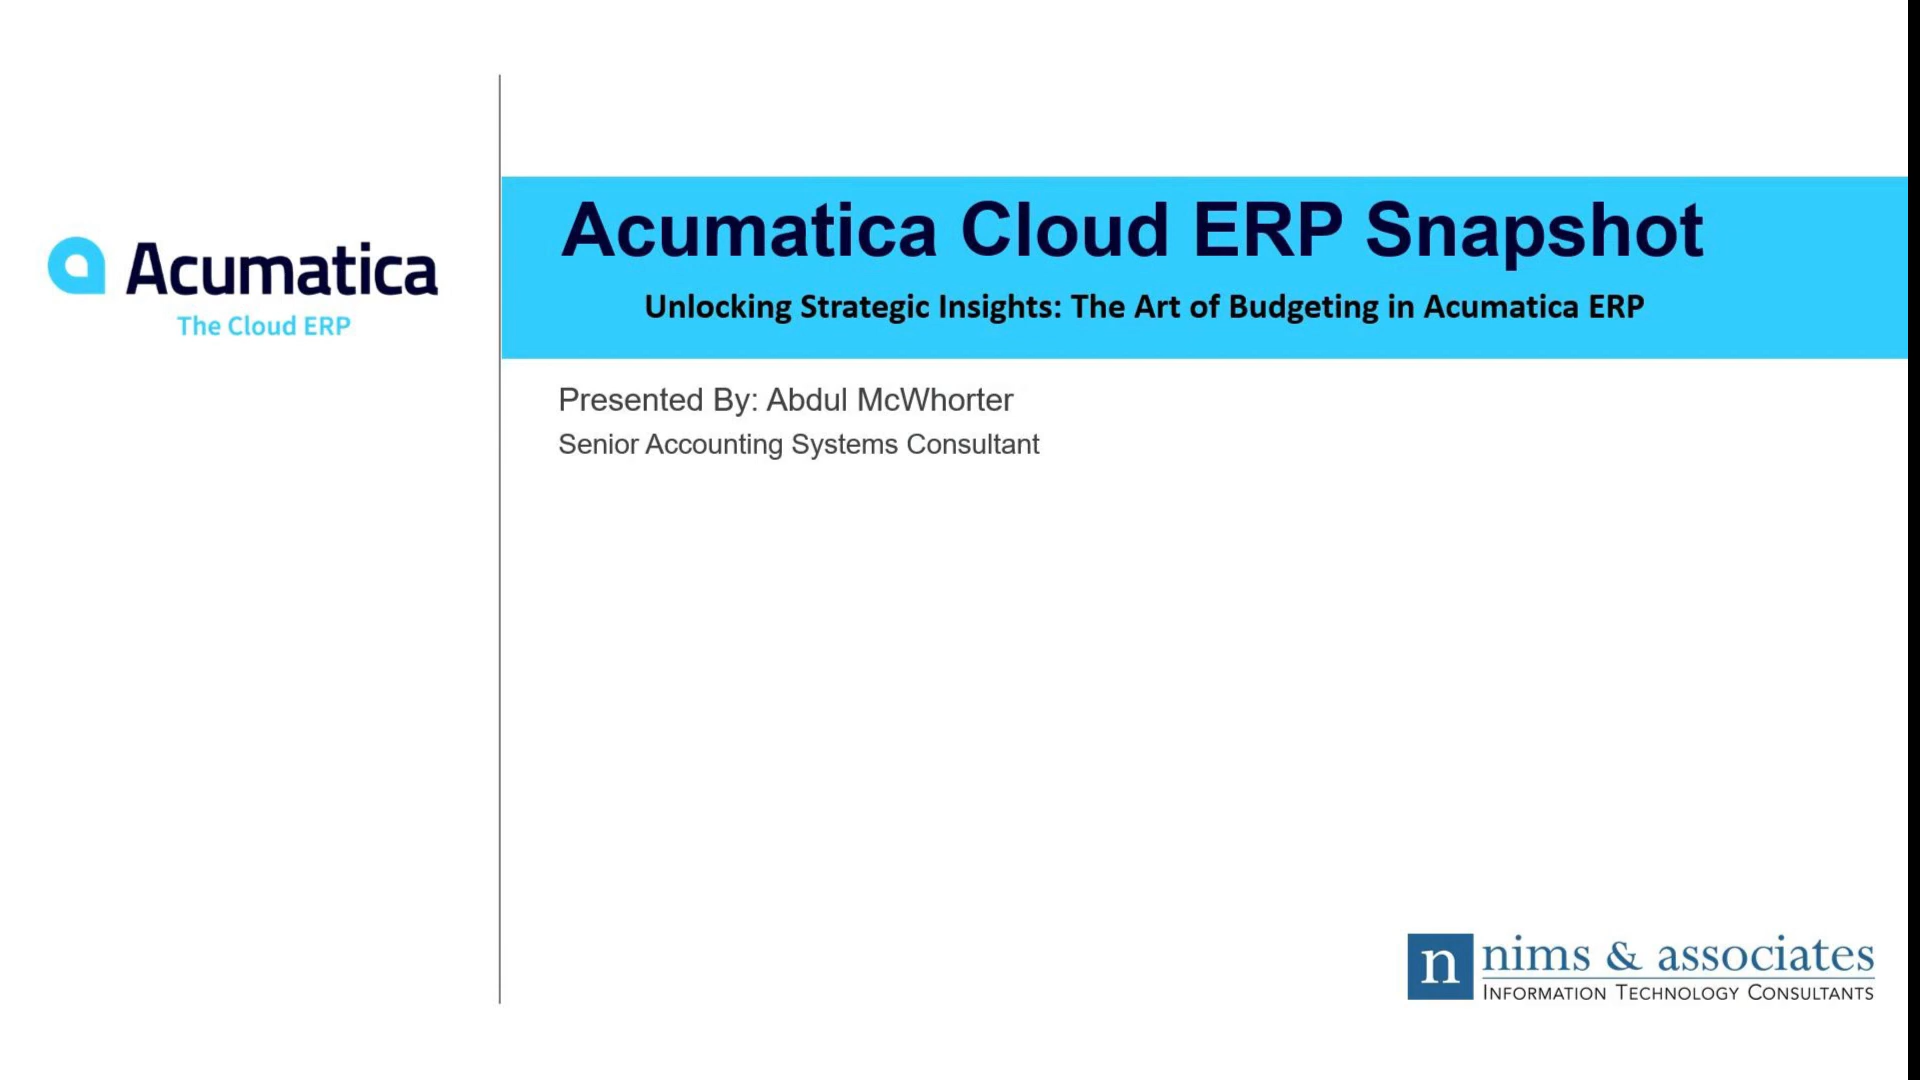 Acumatica
The Cloud ERP
Acumatica Cloud ERP Snapshot
Unlocking Strategic Insights: The Art of Budgeting in Acumatica ERP
Presented By: Abdul McWhorter
Senior Accounting Systems Consultant
n nims & associates
INFORMATION TECHNOLOGY CONSULTANTS